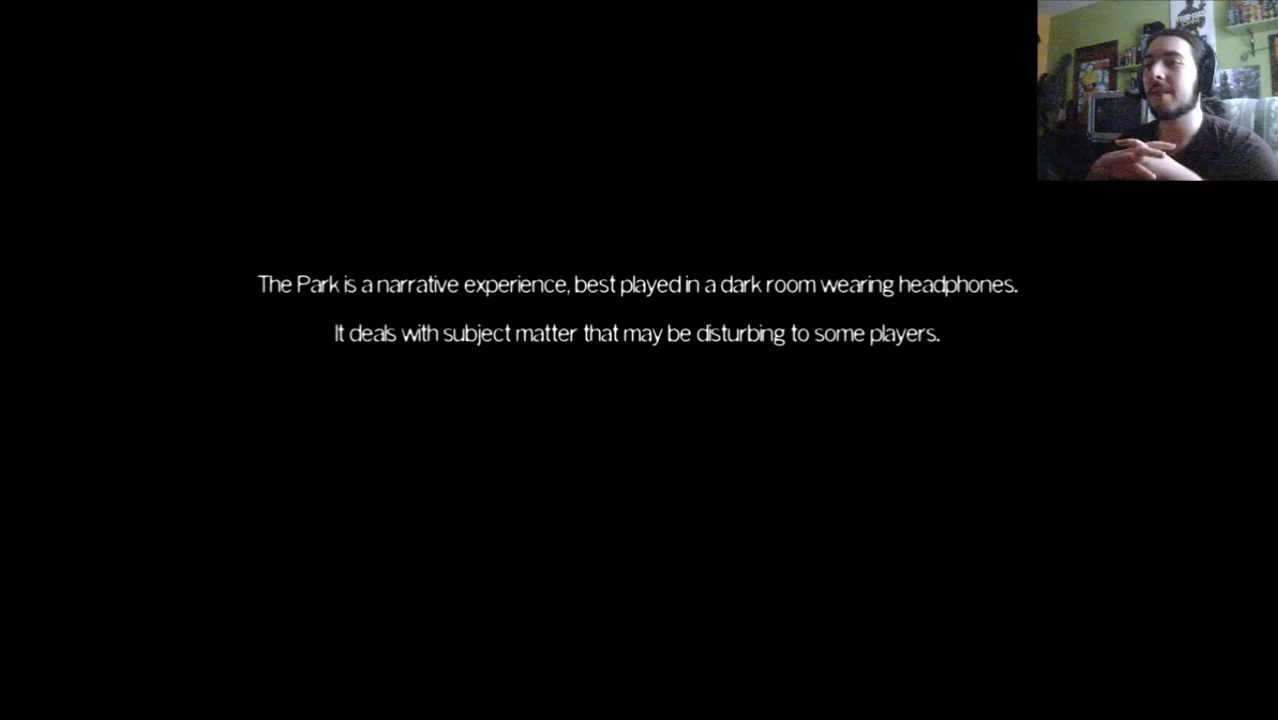 The Park is a narrative experience, best played in a dark room wearing headphones.
It deals with subject matter that may be disturbing to some players.